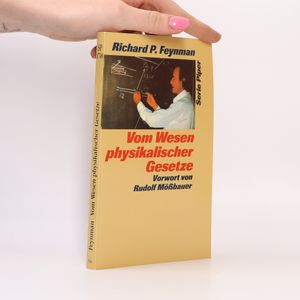 Richard P. Feynman
Serie Piper
Vom Wesen
physikalischer
Gesetze
Vorwort von
Rudolf Mößbauer
Feynman Vom Wesen physikalischer Gesetze